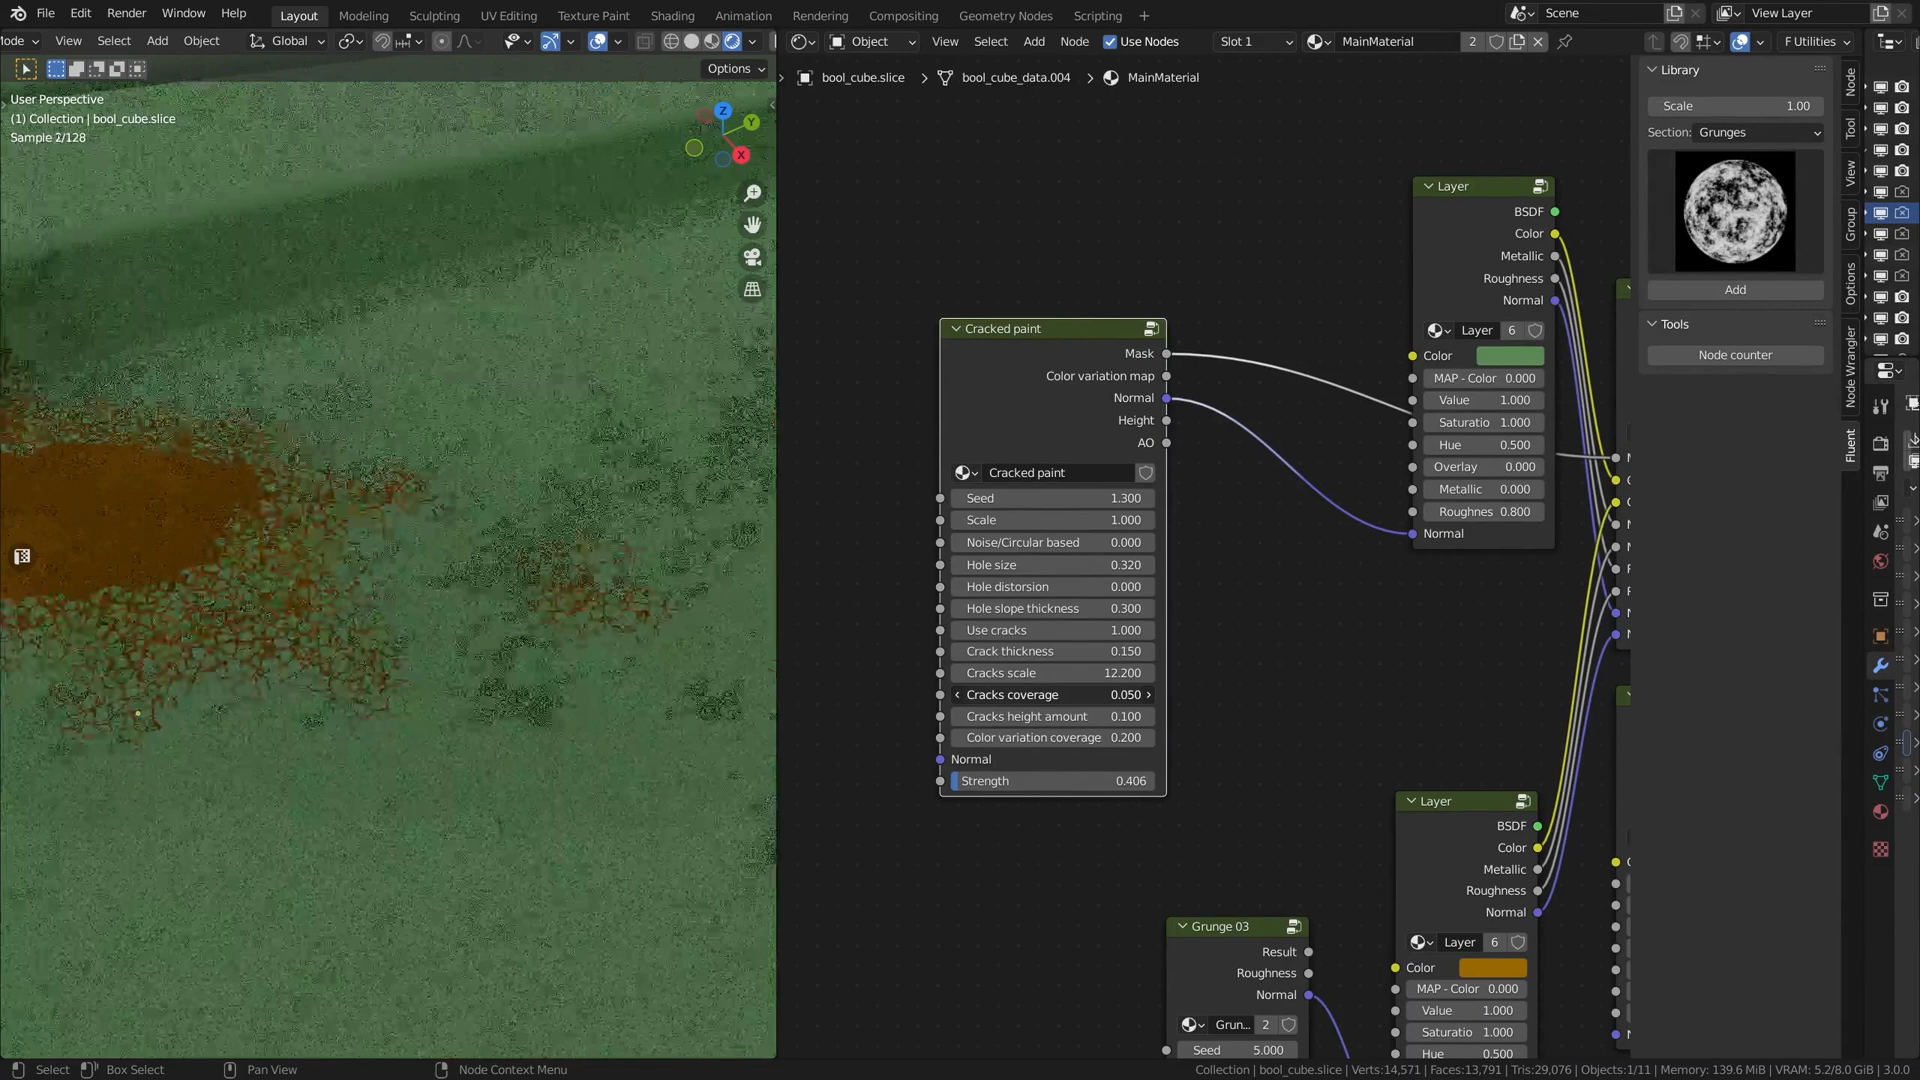 File Edit Render Window Help
Layout Modeling Sculpting UV Editing Texture Paint Shading Animation Rendering Compositing Geometry Nodes Scripting
Scene
View Layer
View Select Add Object
Global
Options
Object
View Select Add Node
Use Nodes
Slot 1
MainMaterial
2
F Utilities
bool_cube.slice
bool_cube_data.004
MainMaterial
User Perspective
(1) Collection | bool_cube.slice
Sample 2/128
Z
Y
X
Library
Scale 1.00
Section: Grunges
Add
Tools
Node counter
Node
Tool
View
Group
Options
Node Wrangler
Fluent
Cracked paint
Mask
Color variation map
Normal
Height
AO
Cracked paint
Seed 1.300
Scale 1.000
Noise/Circular based 0.000
Hole size 0.320
Hole distorsion 0.000
Hole slope thickness 0.300
Use cracks 1.000
Crack thickness 0.150
Cracks scale 12.200
Cracks coverage 0.050
Cracks height amount 0.100
Color variation coverage 0.200
Normal
Strength 0.406
Layer
BSDF
Color
Metallic
Roughness
Normal
Layer 6
Color
MAP - Color 0.000
Value 1.000
Saturatio 1.000
Hue 0.500
Overlay 0.000
Metallic 0.000
Roughnes 0.800
Normal
Layer
BSDF
Color
Metallic
Roughness
Normal
Layer 6
Color
MAP - Color 0.000
Value 1.000
Saturatio 1.000
Hue 0.500
Grunge 03
Result
Roughness
Normal
Grun... 2
Seed 5.000
Select
Box Select
Pan View
Node Context Menu
Collection | bool_cube.slice | Verts:14,571 | Faces:13,791 | Tris:29,076 | Objects:1/11 | Memory: 139.6 MiB | VRAM: 5.2/8.0 GiB | 3.0.0